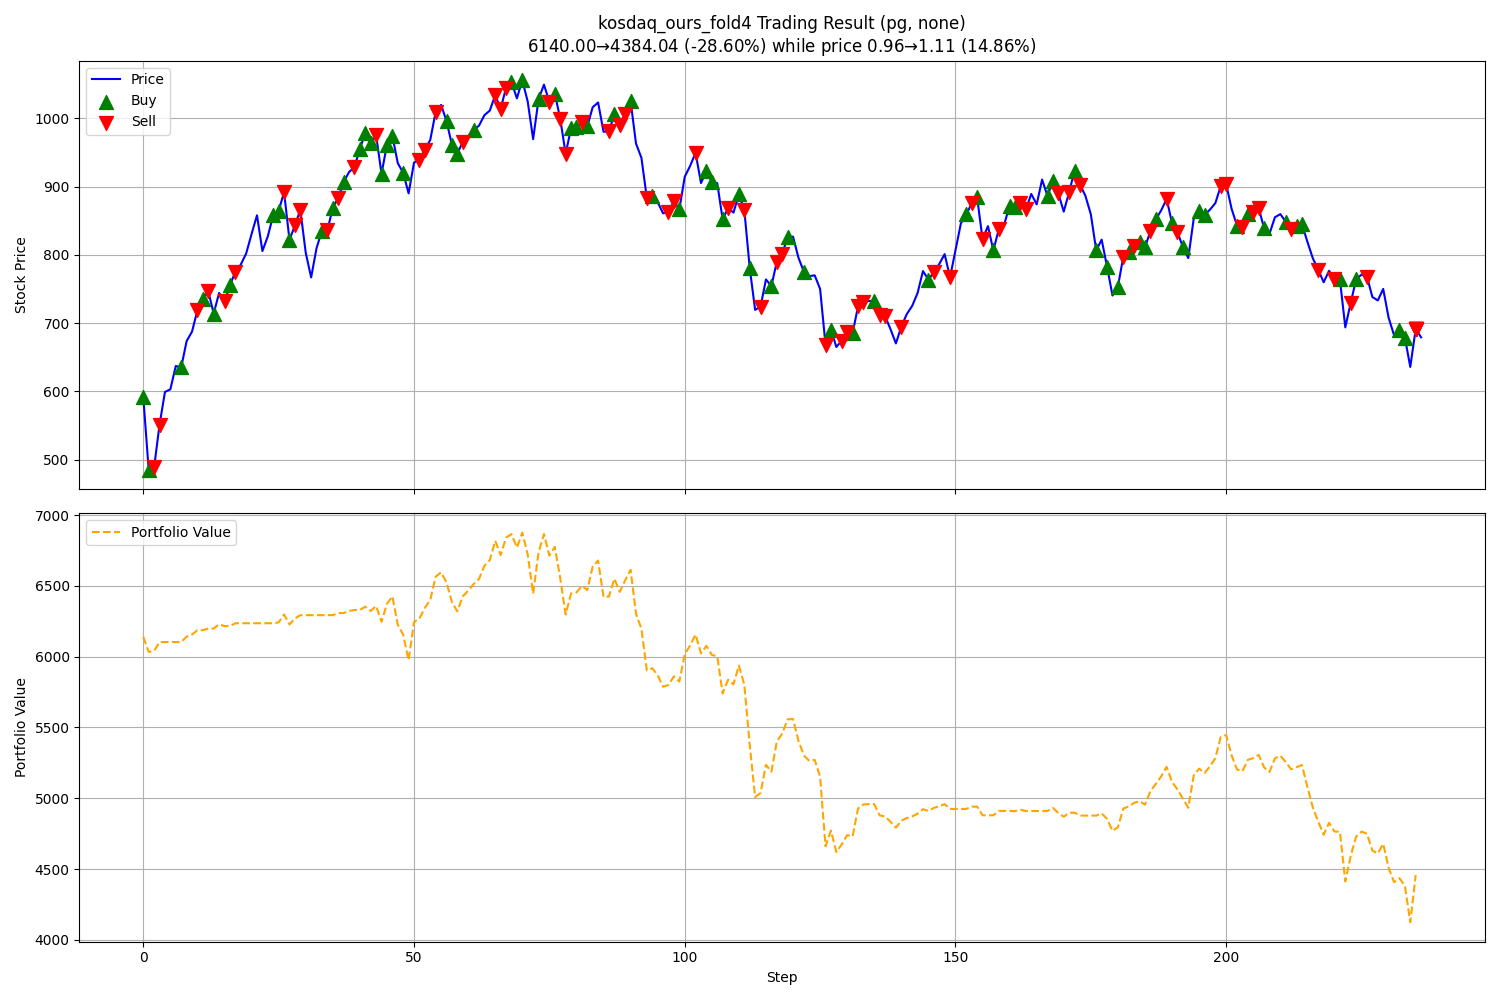 kosdaq_ours_fold4 Trading Result (pg, none)
6140.00→4384.04 (-28.60%) while price 0.96→1.11 (14.86%)
Price
Buy
Sell
Stock Price
1000
900
800
700
600
500
Portfolio Value
Portfolio Value
7000
6500
6000
5500
5000
4500
4000
0 50 100 150 200
Step